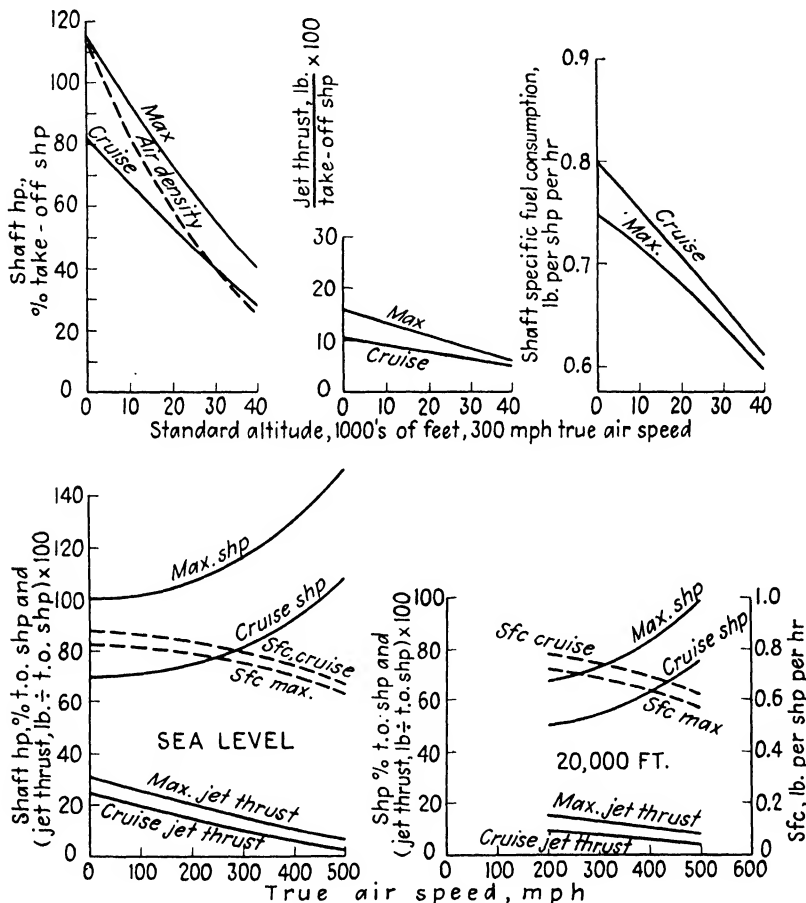 120
100
80
60
40
20
0
Shaft hp.,
% take-off shp
Max
Air density
Cruise
0 10 20 30 40
Jet thrust, lb.
take-off shp
x 100
30
20
10
0
Max
Cruise
0 10 20 30 40
Shaft specific fuel consumption,
lb. per shp per hr
0.9
0.8
0.7
0.6
Cruise
Max.
0 10 20 30 40
Standard altitude, 1000's of feet, 300 mph true air speed
Shaft hp, % t.o. shp and
(jet thrust, lb. ÷ t.o. shp) x 100
140
120
100
80
60
40
20
0
Max. shp
Cruise shp
Sfc. cruise
Sfc max.
SEA LEVEL
Max. jet thrust
Cruise jet thrust
0 100 200 300 400 500
Shp % t.o. shp and
(jet thrust, lb ÷ t.o. shp) x 100
100
80
60
40
20
0
Sfc cruise
Max. shp
Cruise shp
Sfc max
20,000 FT.
Max. jet thrust
Cruise jet thrust
1.0
0.8
0.6
0.4
0.2
0
Sfc, lb. per shp per hr
0 100 200 300 400 500 600
True air speed, mph